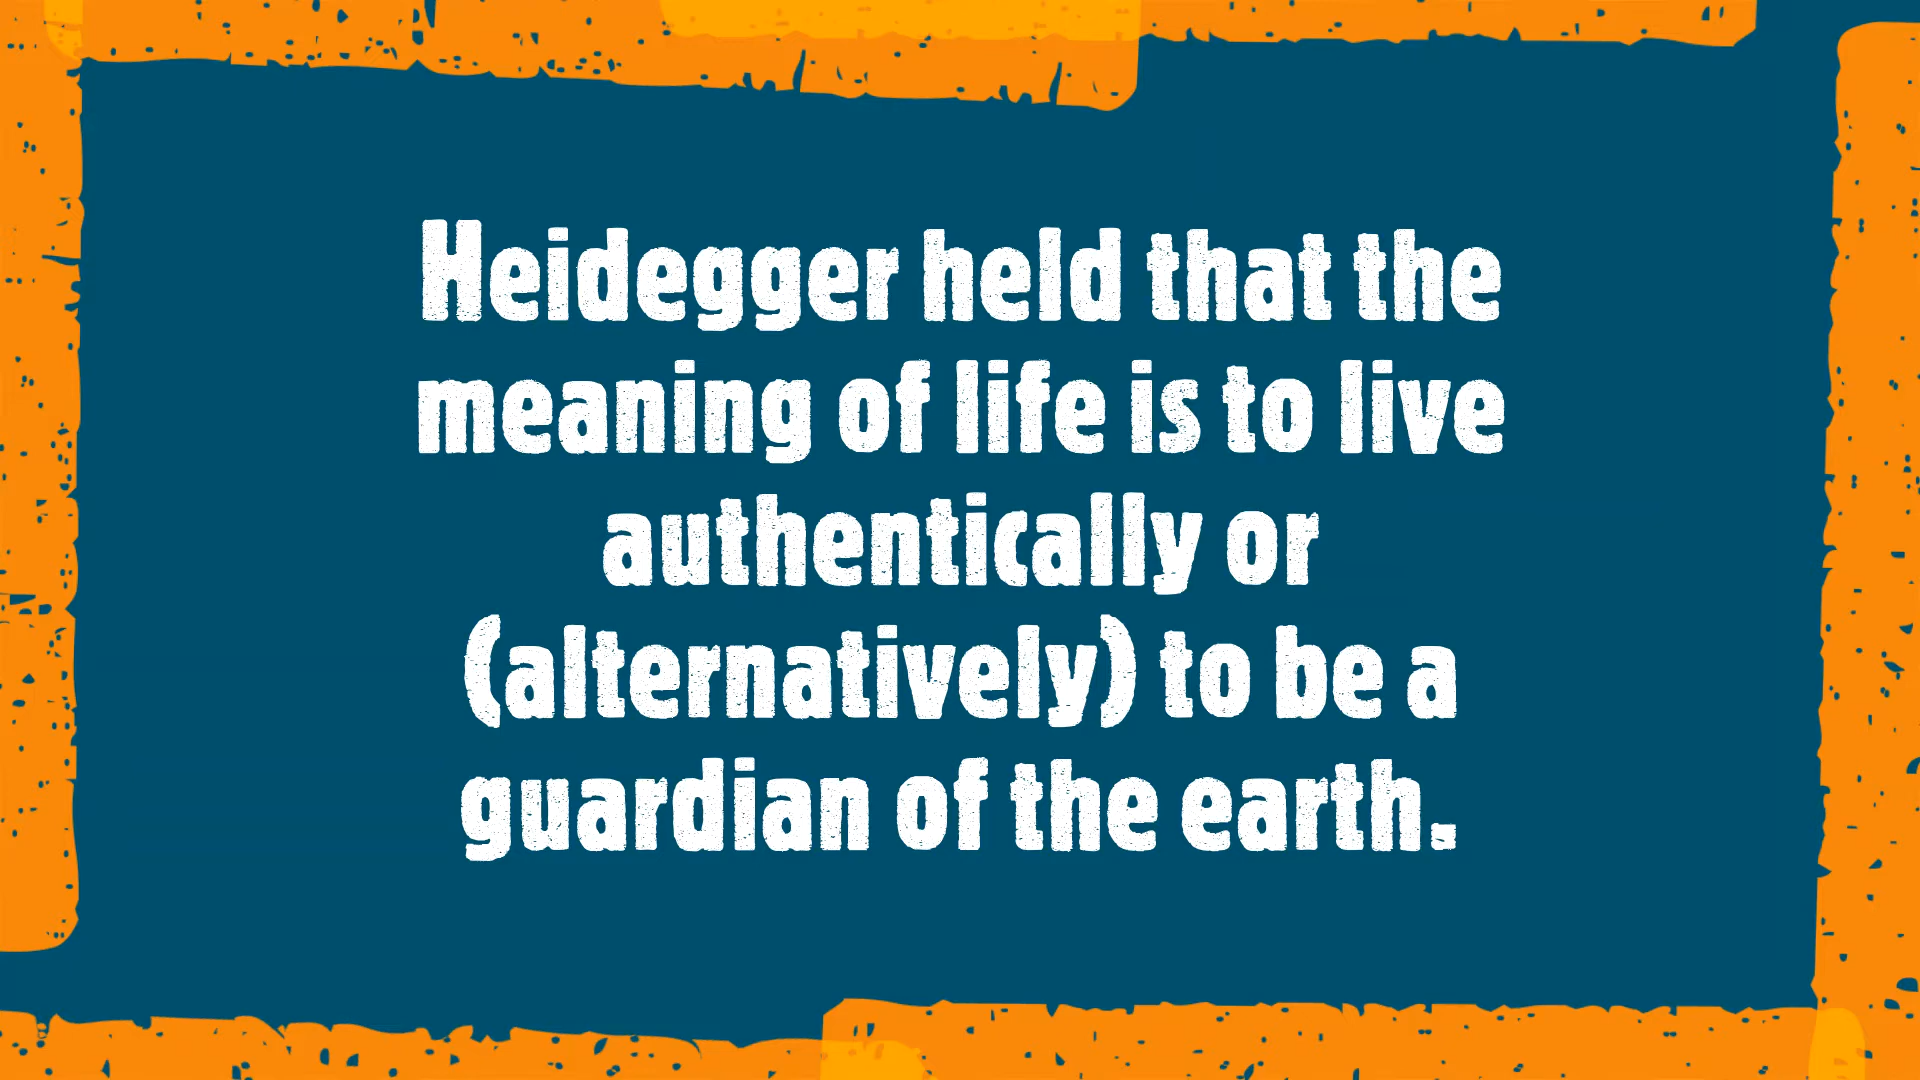 Heidegger held that the
meaning of life is to live
authentically or
(alternatively) to be a
guardian of the earth.